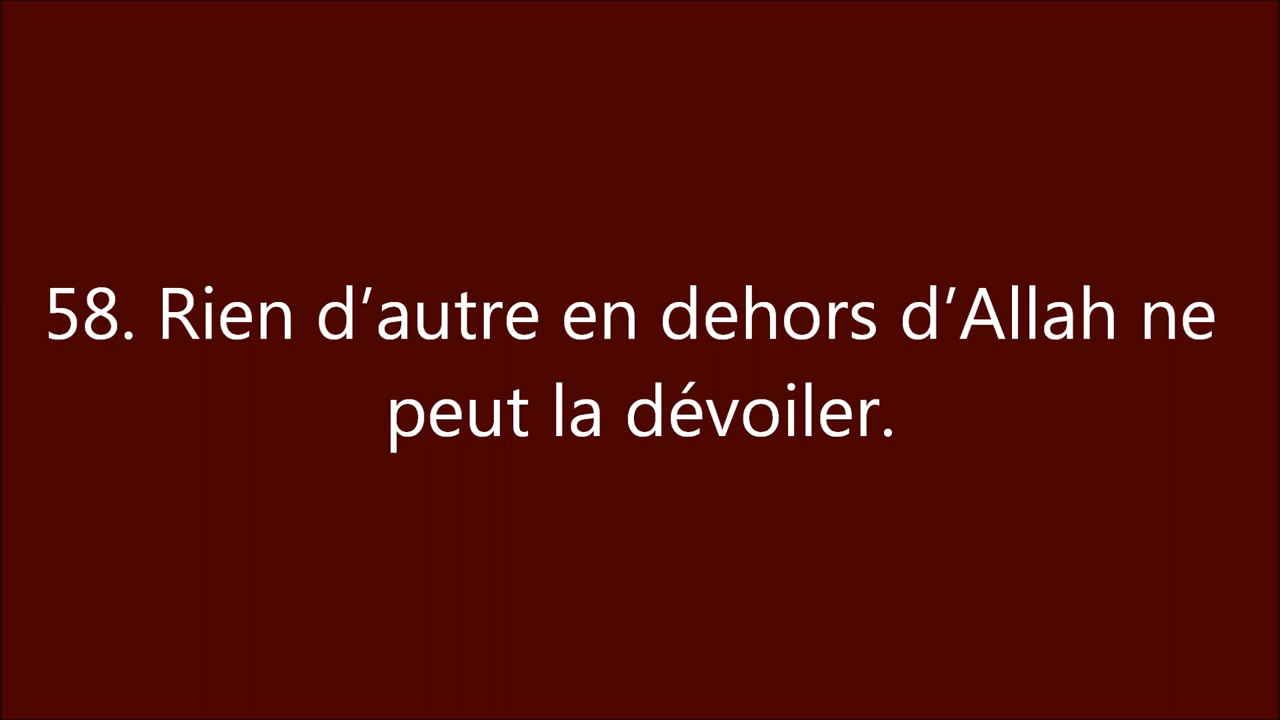 58. Rien d’autre en dehors d’Allah ne
peut la dévoiler.